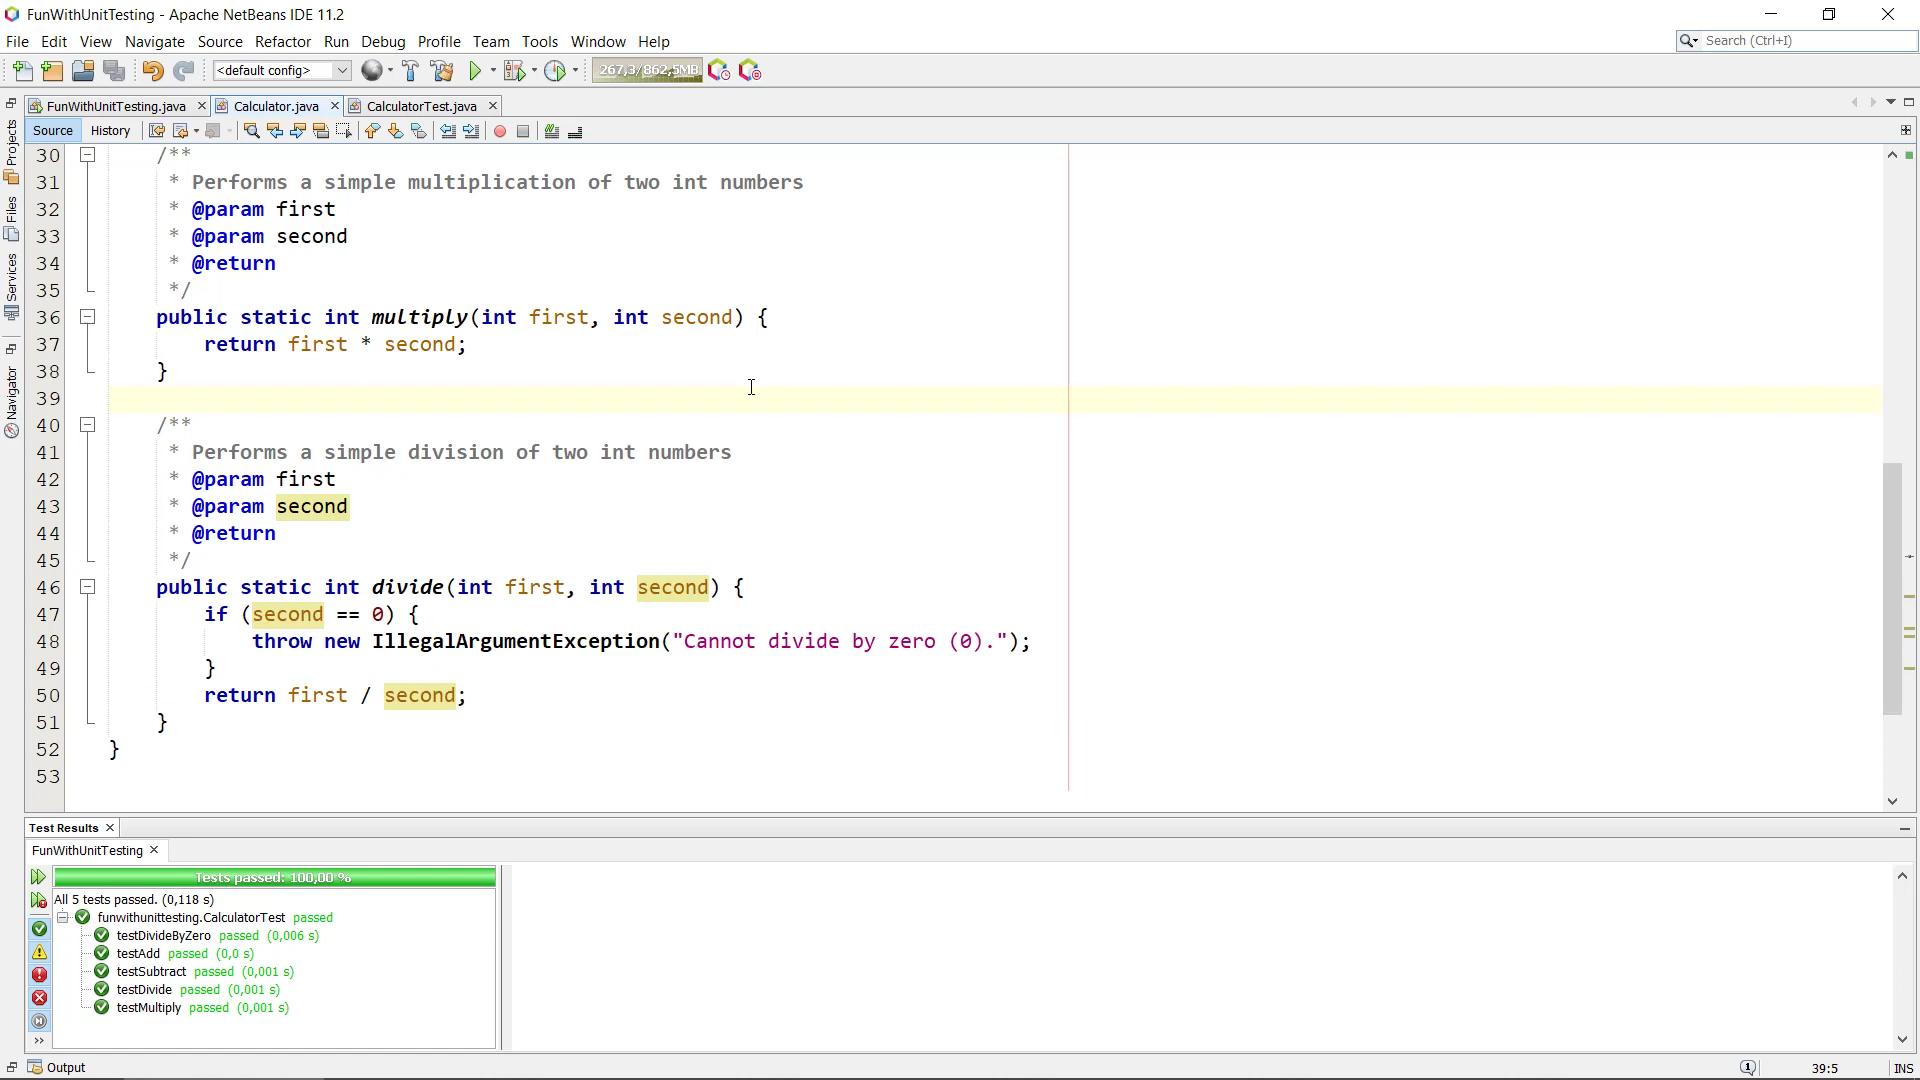 FunWithUnitTesting - Apache NetBeans IDE 11.2
File Edit View Navigate Source Refactor Run Debug Profile Team Tools Window Help
Search (Ctrl+I)
<default config>
267,3/862,5MB
FunWithUnitTesting.java
Calculator.java
CalculatorTest.java
Source History
Projects
Files
Services
Navigator
30 /**
31 * Performs a simple multiplication of two int numbers
32 * @param first
33 * @param second
34 * @return
35 */
36 public static int multiply(int first, int second) {
37 return first * second;
38 }
39
40 /**
41 * Performs a simple division of two int numbers
42 * @param first
43 * @param second
44 * @return
45 */
46 public static int divide(int first, int second) {
47 if (second == 0) {
48 throw new IllegalArgumentException("Cannot divide by zero (0).");
49 }
50 return first / second;
51 }
52 }
53
Test Results
FunWithUnitTesting
Tests passed: 100,00 %
All 5 tests passed. (0,118 s)
funwithunittesting.CalculatorTest passed
testDivideByZero passed (0,006 s)
testAdd passed (0,0 s)
testSubtract passed (0,001 s)
testDivide passed (0,001 s)
testMultiply passed (0,001 s)
Output
39:5
INS